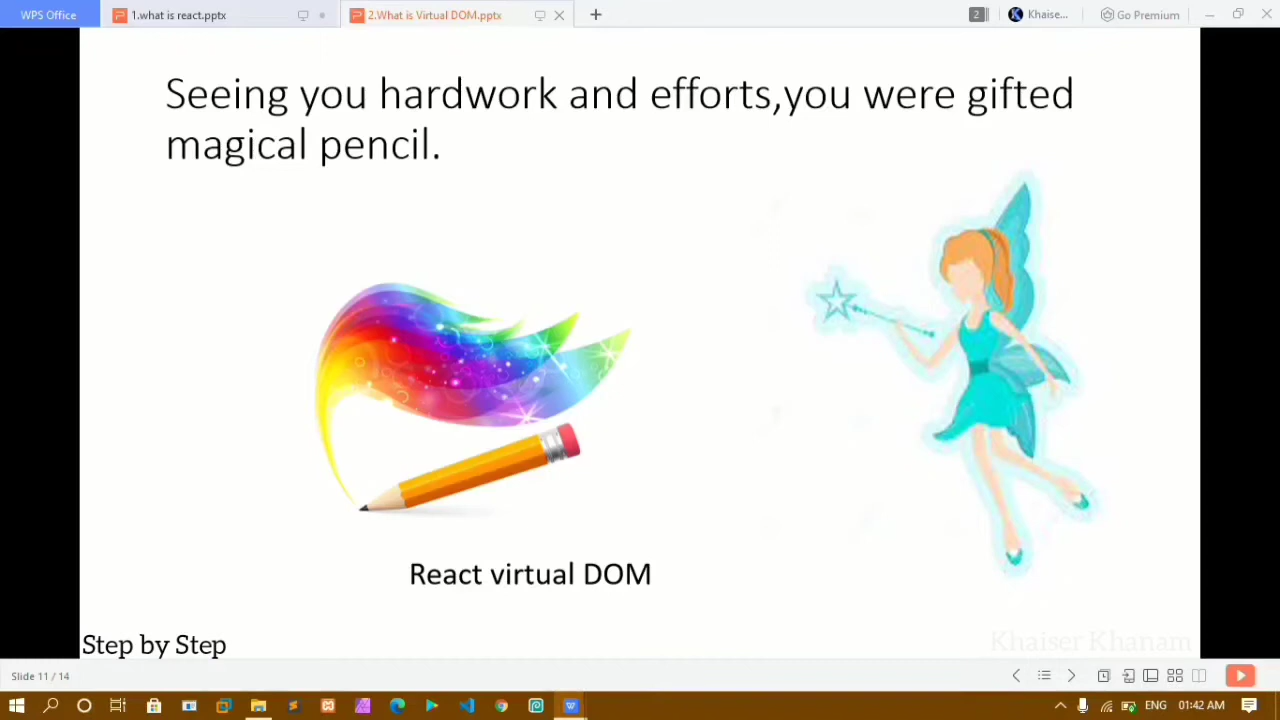 WPS Office
1.what is react.pptx
2.What is Virtual DOM.pptx
2
Khaise...
Go Premium
Seeing you hardwork and efforts,you were gifted
magical pencil.
React virtual DOM
Step by Step
Khaiser Khanam
Slide 11 / 14
ENG
01:42 AM